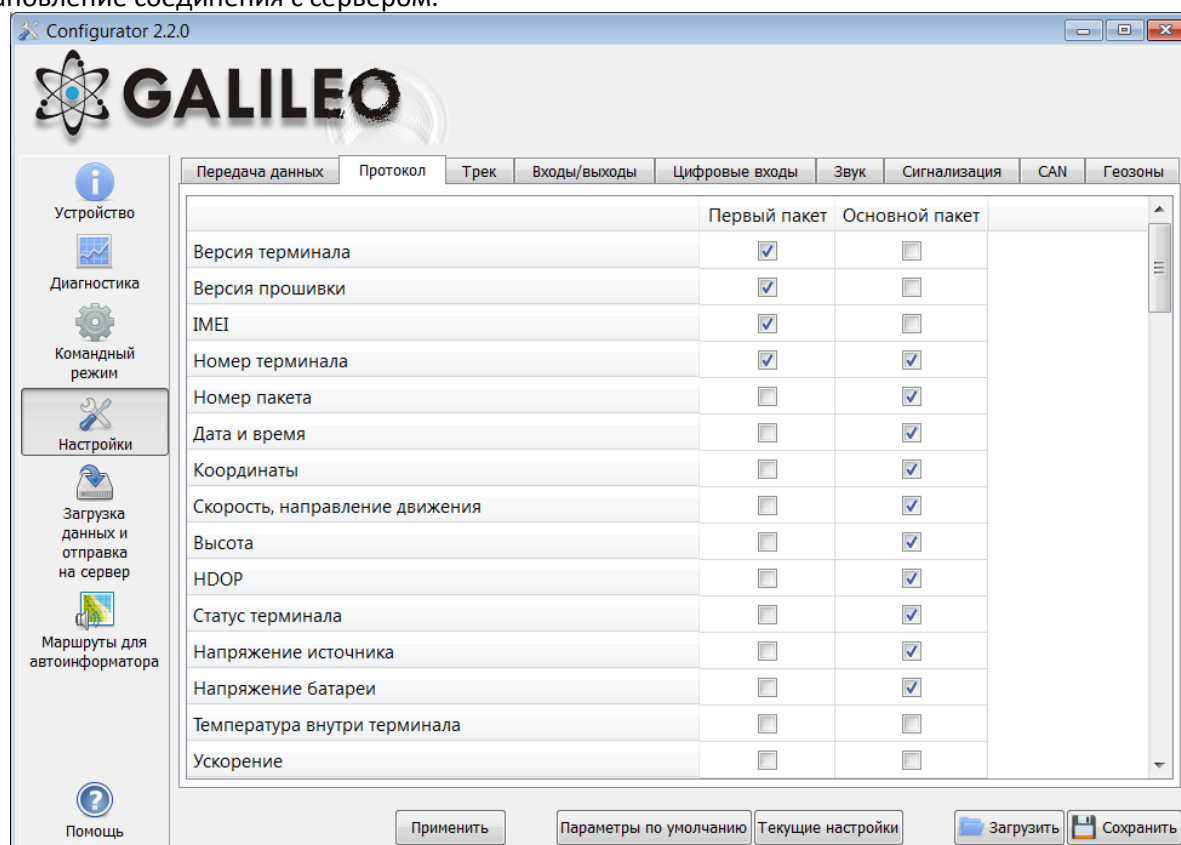 ановление соединения с сервером.
Configurator 2.2.0
GALILEO
Передача данных Протокол Трек Входы/выходы Цифровые входы Звук Сигнализация CAN Геозоны
Устройство
Диагностика
Командный
режим
Настройки
Загрузка
данных и
отправка
на сервер
Маршруты для
автоинформатора
Помощь
Первый пакет Основной пакет
Версия терминала
Версия прошивки
IMEI
Номер терминала
Номер пакета
Дата и время
Координаты
Скорость, направление движения
Высота
HDOP
Статус терминала
Напряжение источника
Напряжение батареи
Температура внутри терминала
Ускорение
Применить Параметры по умолчанию Текущие настройки Загрузить Сохранить